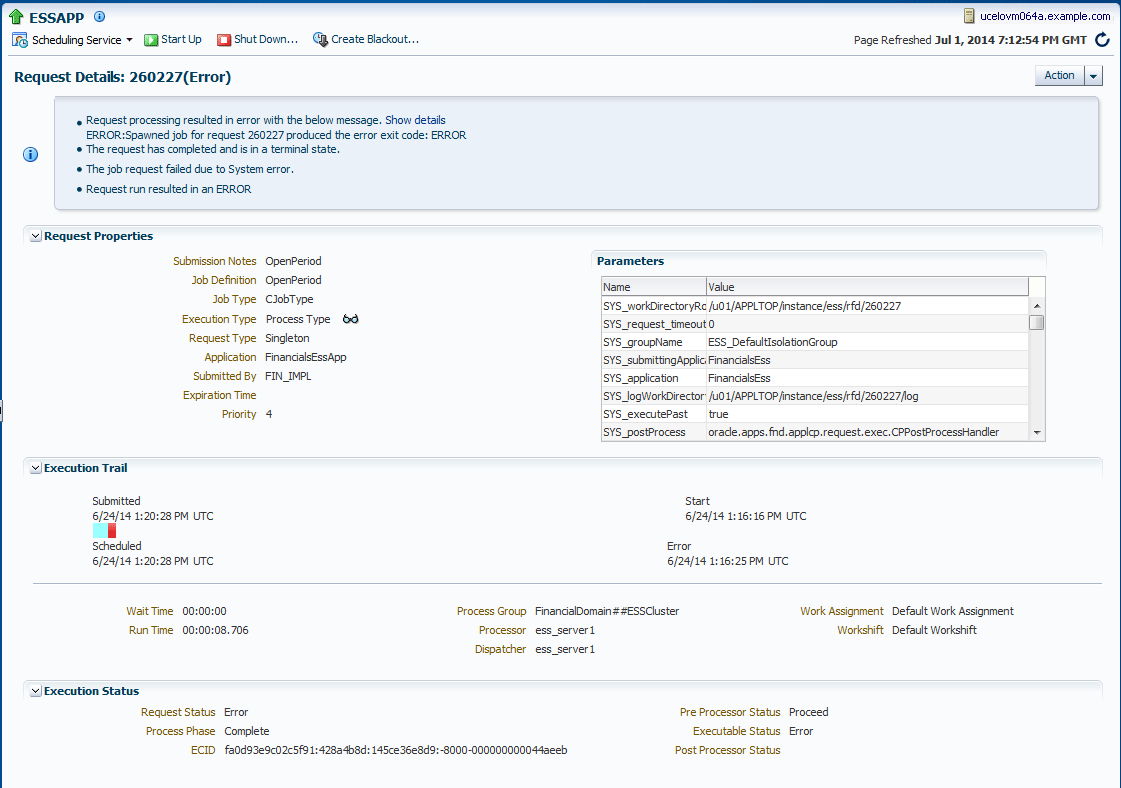 ESSAPP
ucelovm064a.example.com
Scheduling Service Start Up Shut Down... Create Blackout...
Page Refreshed Jul 1, 2014 7:12:54 PM GMT
Request Details: 260227(Error)
Action
Request processing resulted in error with the below message. Show details
ERROR:Spawned job for request 260227 produced the error exit code: ERROR
The request has completed and is in a terminal state.
The job request failed due to System error.
Request run resulted in an ERROR
Request Properties
Submission Notes OpenPeriod
Job Definition OpenPeriod
Job Type CJobType
Execution Type Process Type
Request Type Singleton
Application FinancialsEssApp
Submitted By FIN_IMPL
Expiration Time
Priority 4
Parameters
Name Value
SYS_workDirectoryRo /u01/APPLTOP/instance/ess/rfd/260227
SYS_request_timeout 0
SYS_groupName ESS_DefaultIsolationGroup
SYS_submittingApplica FinancialsEss
SYS_application FinancialsEss
SYS_logWorkDirector /u01/APPLTOP/instance/ess/rfd/260227/log
SYS_executePast true
SYS_postProcess oracle.apps.fnd.applcp.request.exec.CPPostProcessHandler
Execution Trail
Submitted Start
6/24/14 1:20:28 PM UTC 6/24/14 1:16:16 PM UTC
Scheduled Error
6/24/14 1:20:28 PM UTC 6/24/14 1:16:25 PM UTC
Wait Time 00:00:00 Process Group FinancialDomain##ESSCluster Work Assignment Default Work Assignment
Run Time 00:00:08.706 Processor ess_server1 Workshift Default Workshift
Dispatcher ess_server1
Execution Status
Request Status Error Pre Processor Status Proceed
Process Phase Complete Executable Status Error
ECID fa0d93e9c02c5f91:428a4b8d:145ce36e8d9:-8000-000000000044aeeb Post Processor Status